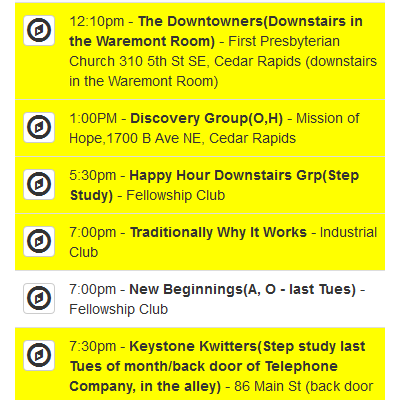 12:10pm - The Downtowners(Downstairs in
the Waremont Room) - First Presbyterian
Church 310 5th St SE, Cedar Rapids (downstairs
in the Waremont Room)
1:00PM - Discovery Group(O,H) - Mission of
Hope,1700 B Ave NE, Cedar Rapids
5:30pm - Happy Hour Downstairs Grp(Step
Study) - Fellowship Club
7:00pm - Traditionally Why It Works - Industrial
Club
7:00pm - New Beginnings(A, O - last Tues) -
Fellowship Club
7:30pm - Keystone Kwitters(Step study last
Tues of month/back door of Telephone
Company, in the alley) - 86 Main St (back door